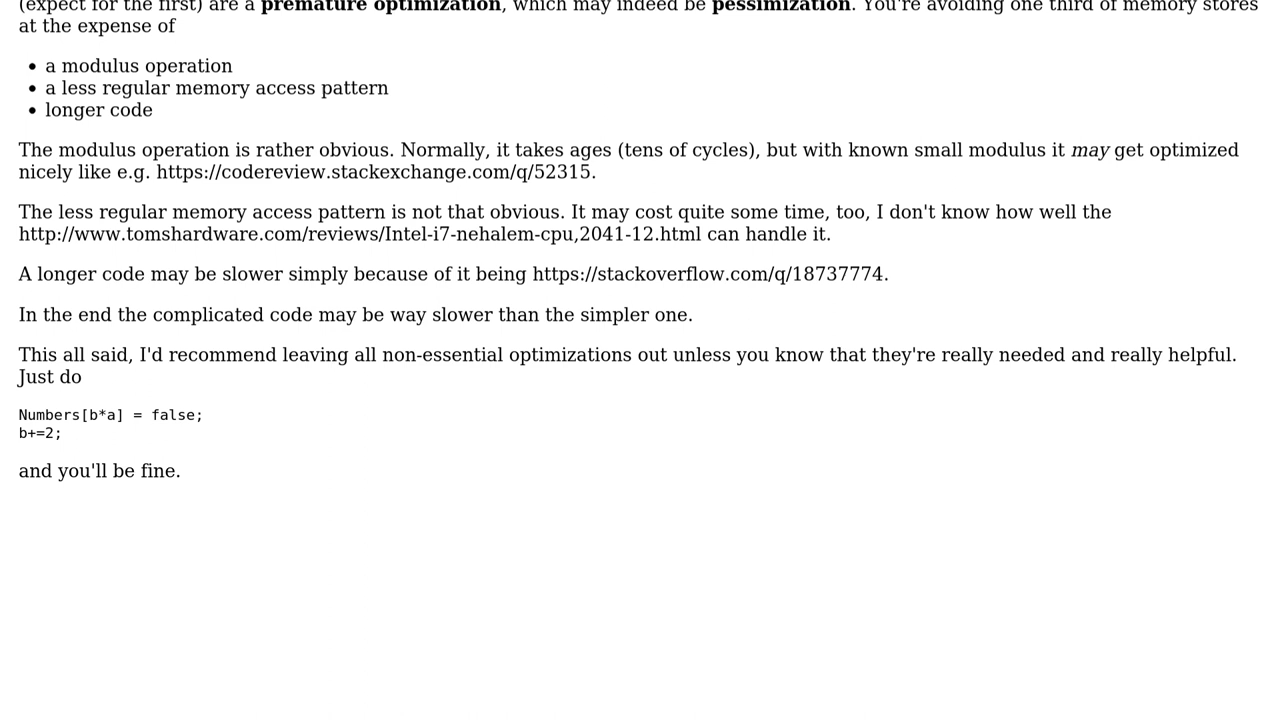 (expect for the first) are a premature optimization, which may indeed be pessimization. You're avoiding one third of memory stores
at the expense of
• a modulus operation
• a less regular memory access pattern
• longer code
The modulus operation is rather obvious. Normally, it takes ages (tens of cycles), but with known small modulus it may get optimized
nicely like e.g. https://codereview.stackexchange.com/q/52315.
The less regular memory access pattern is not that obvious. It may cost quite some time, too, I don't know how well the
http://www.tomshardware.com/reviews/Intel-i7-nehalem-cpu,2041-12.html can handle it.
A longer code may be slower simply because of it being https://stackoverflow.com/q/18737774.
In the end the complicated code may be way slower than the simpler one.
This all said, I'd recommend leaving all non-essential optimizations out unless you know that they're really needed and really helpful.
Just do
Numbers[b*a] = false;
b+=2;
and you'll be fine.